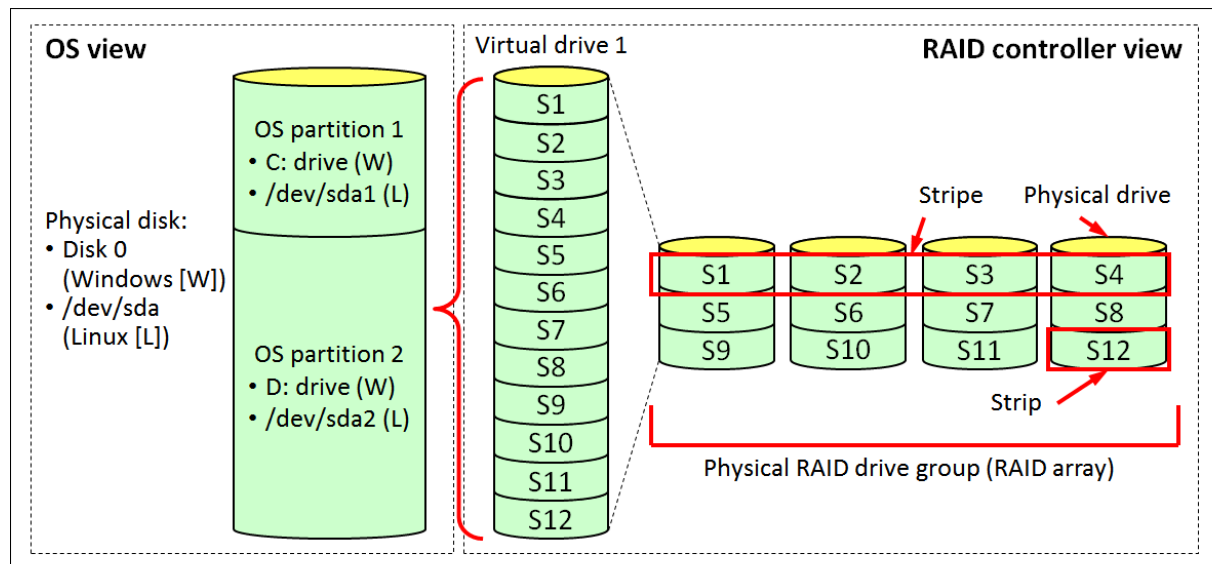 OS view
Physical disk:
• Disk 0
(Windows [W])
• /dev/sda
(Linux [L])
OS partition 1
• C: drive (W)
• /dev/sda1 (L)
OS partition 2
• D: drive (W)
• /dev/sda2 (L)
Virtual drive 1
S1
S2
S3
S4
S5
S6
S7
S8
S9
S10
S11
S12
RAID controller view
Stripe
Physical drive
S1 S2 S3 S4
S5 S6 S7 S8
S9 S10 S11 S12
Strip
Physical RAID drive group (RAID array)